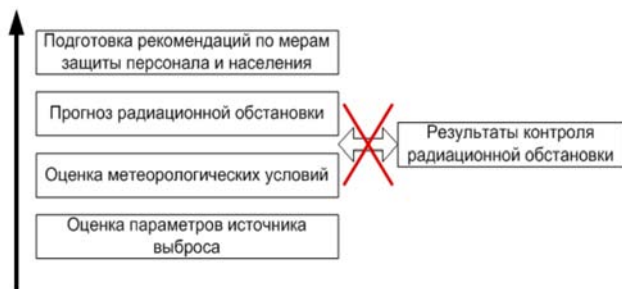 Подготовка рекомендаций по мерам
защиты персонала и населения
Прогноз радиационной обстановки
Результаты контроля
радиационной обстановки
Оценка метеорологических условий
Оценка параметров источника
выброса